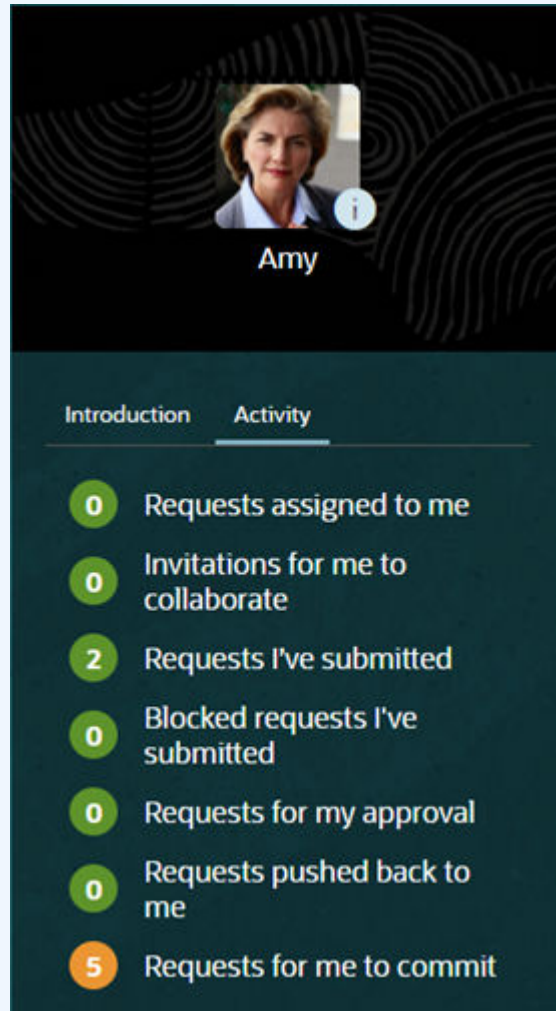 i
Amy
Introduction Activity
0 Requests assigned to me
0 Invitations for me to
collaborate
2 Requests I've submitted
0 Blocked requests I've
submitted
0 Requests for my approval
0 Requests pushed back to
me
5 Requests for me to commit